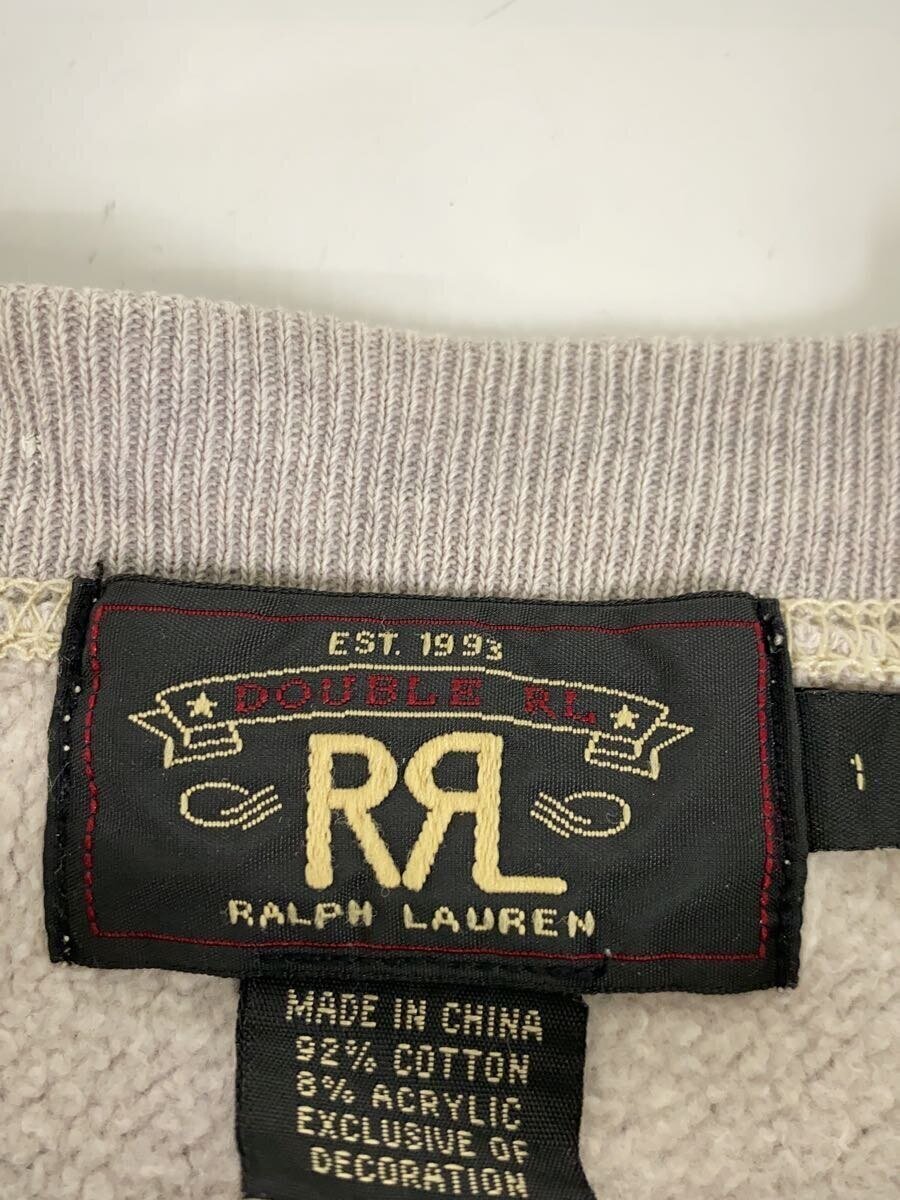 EST. 1993
DOUBLE RL
RRL
RALPH LAUREN
1
MADE IN CHINA
92% COTTON
8% ACRYLIC
EXCLUSIVE OF
DECORATION